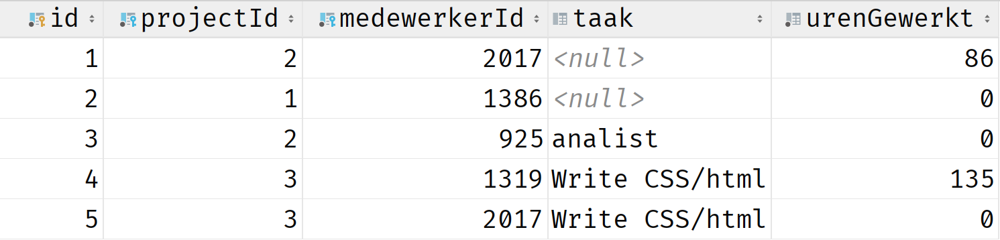 id projectId medewerkerId taak urenGewerkt
1 2 2017 <null> 86
2 1 1386 <null> 0
3 2 925 analist 0
4 3 1319 Write CSS/html 135
5 3 2017 Write CSS/html 0